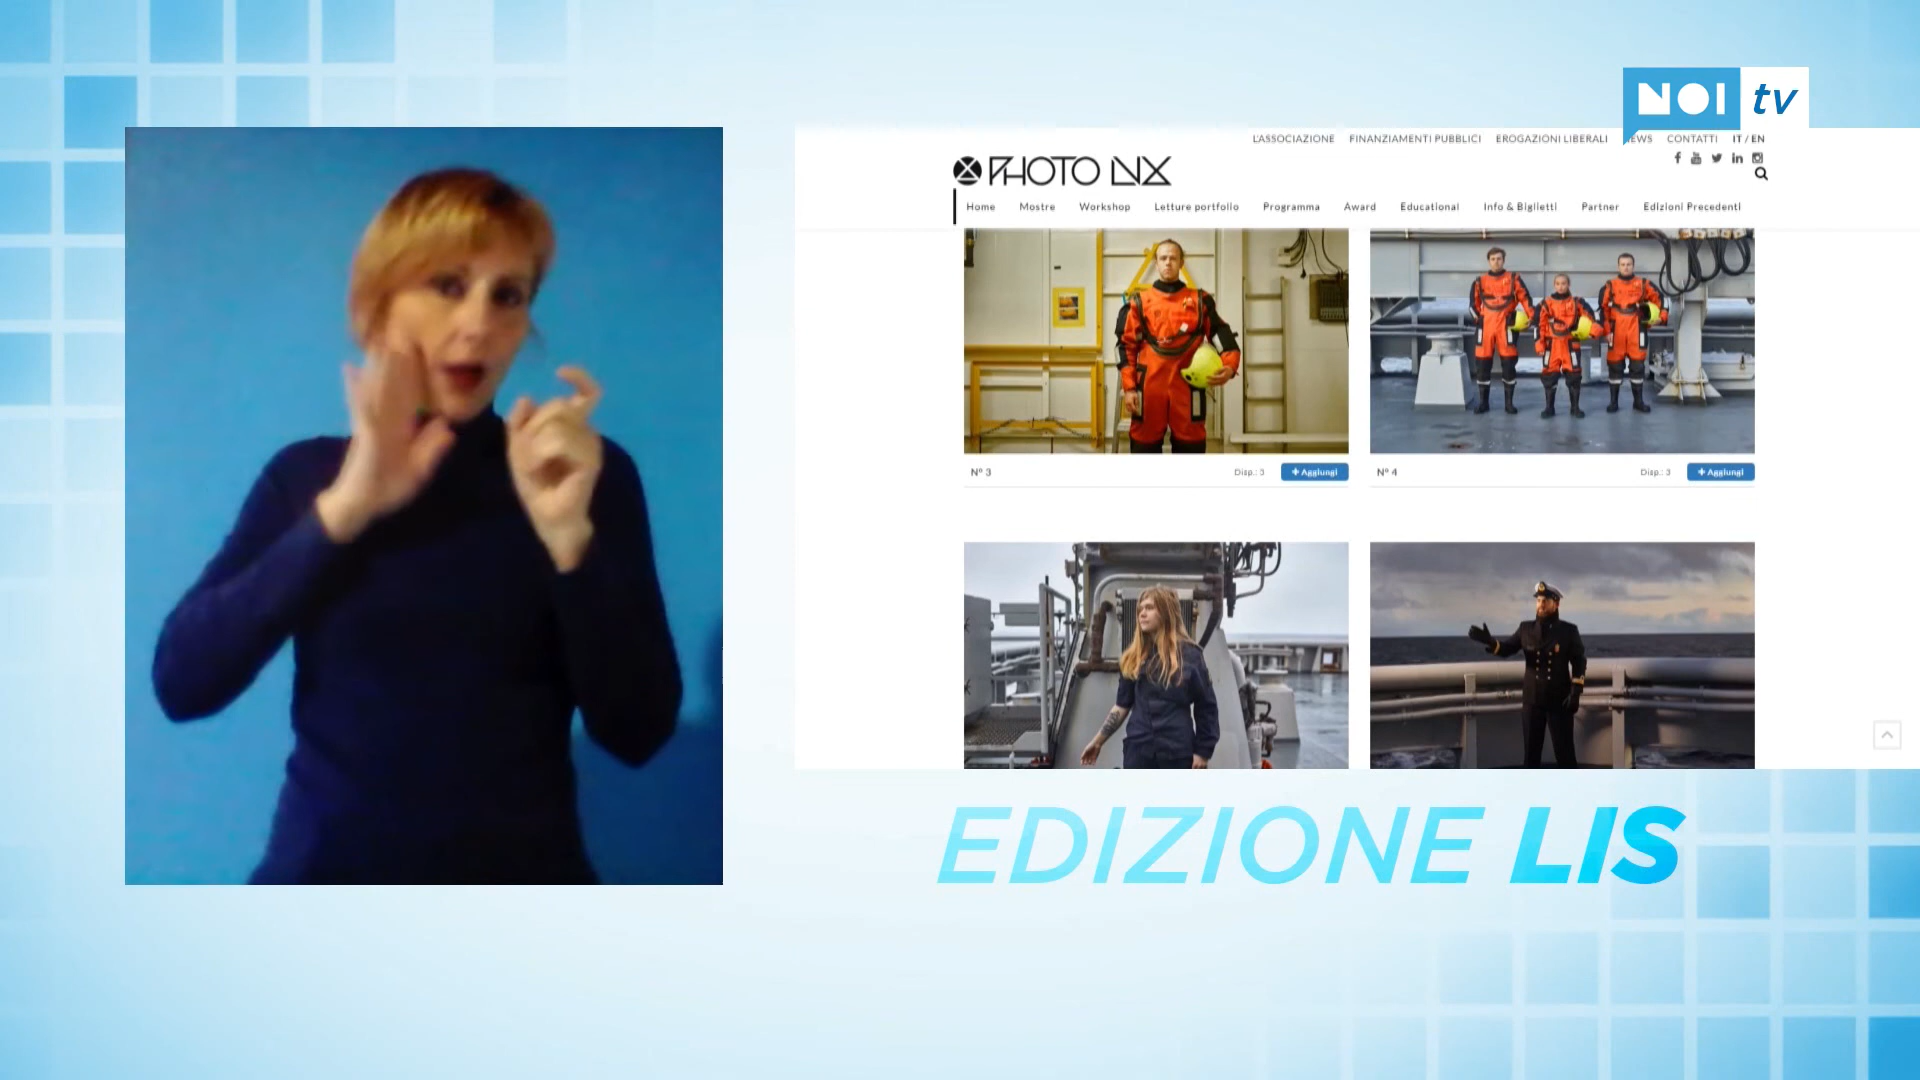 NOI tv
L'ASSOCIAZIONE FINANZIAMENTI PUBBLICI EROGAZIONI LIBERALI NEWS CONTATTI IT / EN
PHOTO LUX
Home Mostre Workshop Letture portfolio Programma Award Educational Info & Biglietti Partner Edizioni Precedenti
N° 3 Disp.: 3 + Aggiungi
N° 4 Disp.: 3 + Aggiungi
EDIZIONE LIS